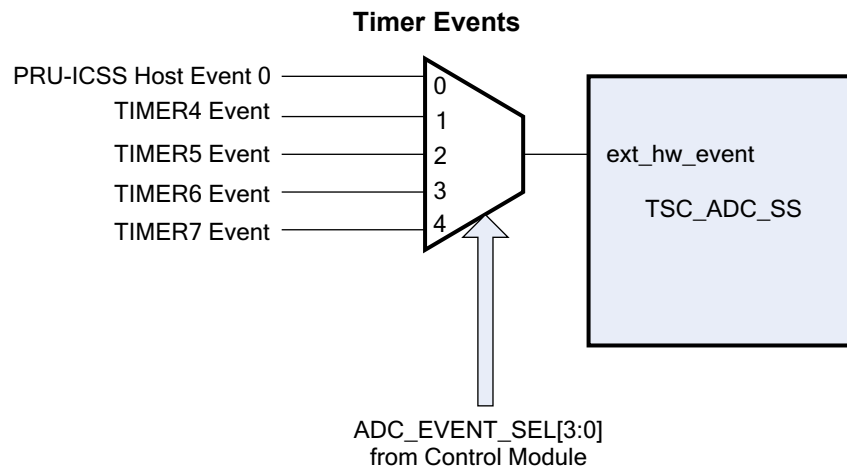 Timer Events
PRU-ICSS Host Event 0
TIMER4 Event
TIMER5 Event
TIMER6 Event
TIMER7 Event
0
1
2
3
4
ext_hw_event
TSC_ADC_SS
ADC_EVENT_SEL[3:0]
from Control Module